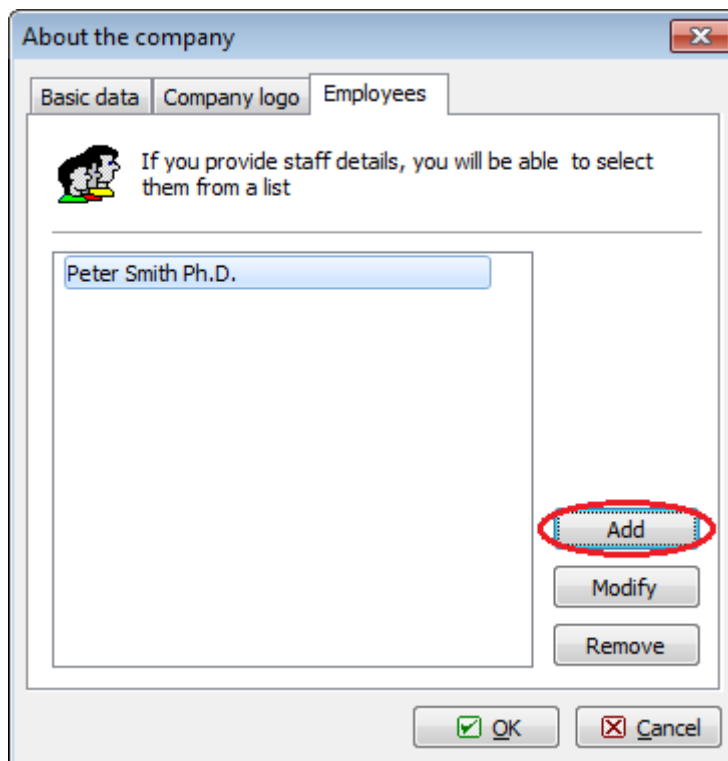 About the company
Basic data
Company logo
Employees
If you provide staff details, you will be able to select
them from a list
Peter Smith Ph.D.
Add
Modify
Remove
OK
Cancel